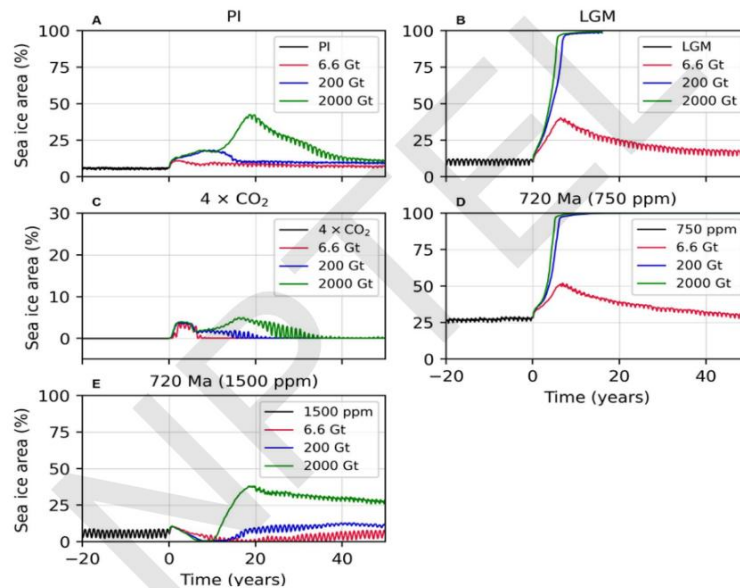 A PI
Sea ice area (%)
100
75
50
25
0
PI
6.6 Gt
200 Gt
2000 Gt
B LGM
100
75
50
25
0
LGM
6.6 Gt
200 Gt
2000 Gt
C 4 × CO₂
Sea ice area (%)
30
20
10
0
4 × CO₂
6.6 Gt
200 Gt
2000 Gt
D 720 Ma (750 ppm)
100
75
50
25
0
750 ppm
6.6 Gt
200 Gt
2000 Gt
−20 0 20 40
Time (years)
E 720 Ma (1500 ppm)
Sea ice area (%)
100
75
50
25
0
1500 ppm
6.6 Gt
200 Gt
2000 Gt
−20 0 20 40
Time (years)
NPTEL